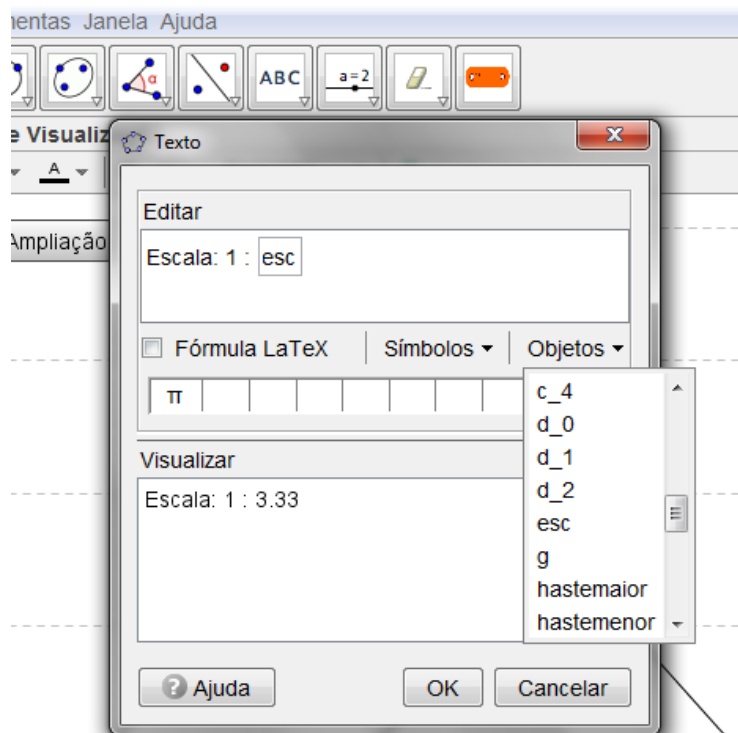 Janela Ajuda
α
ABC
a=2
e Visualiz
Texto
A
Editar
Ampliação
Escala: 1 : esc
Fórmula LaTeX
Símbolos
Objetos
π
c_4
d_0
d_1
d_2
esc
g
hastemaior
hastemenor
Visualizar
Escala: 1 : 3.33
? Ajuda
OK
Cancelar